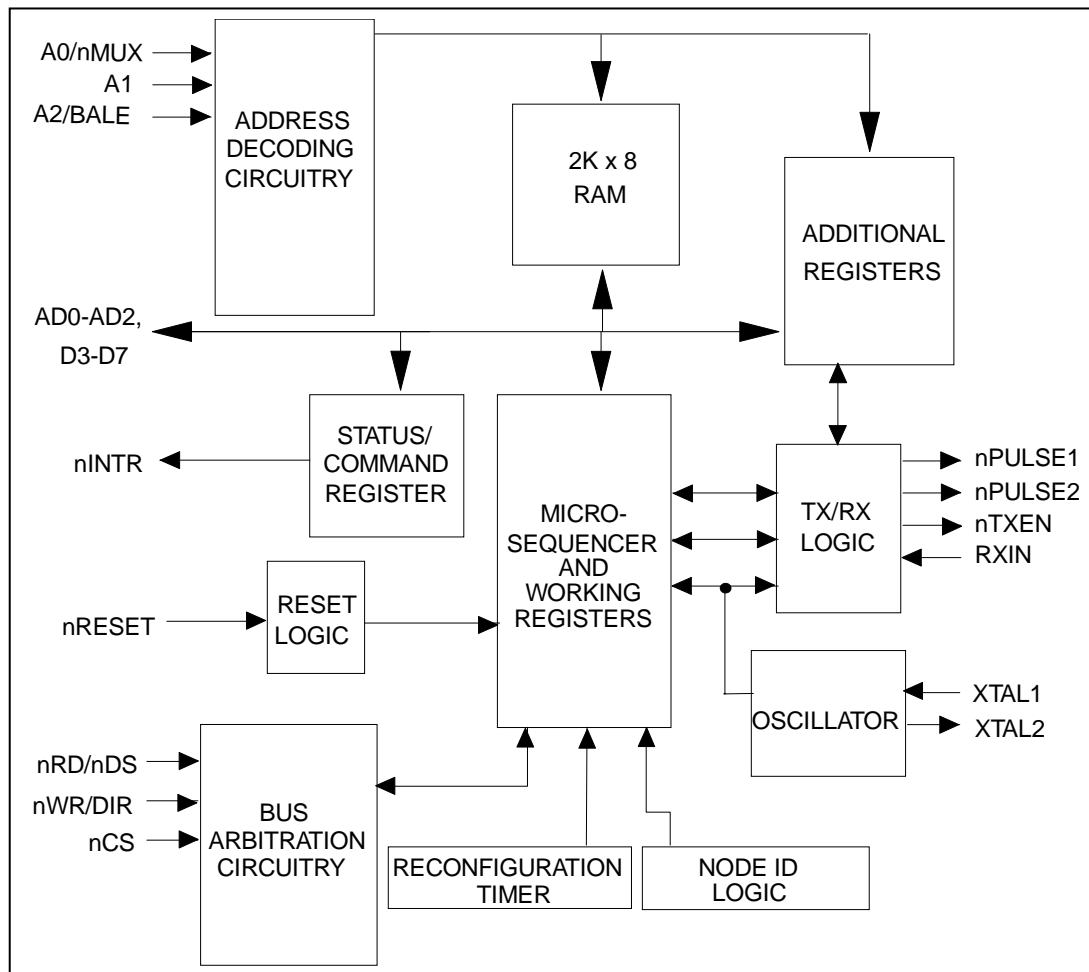 A0/nMUX
A1
A2/BALE
ADDRESS
DECODING
CIRCUITRY
2K x 8
RAM
ADDITIONAL
REGISTERS
AD0-AD2,
D3-D7
nINTR
STATUS/
COMMAND
REGISTER
MICRO-
SEQUENCER
AND
WORKING
REGISTERS
TX/RX
LOGIC
nPULSE1
nPULSE2
nTXEN
RXIN
nRESET
RESET
LOGIC
OSCILLATOR
XTAL1
XTAL2
nRD/nDS
nWR/DIR
nCS
BUS
ARBITRATION
CIRCUITRY
RECONFIGURATION
TIMER
NODE ID
LOGIC